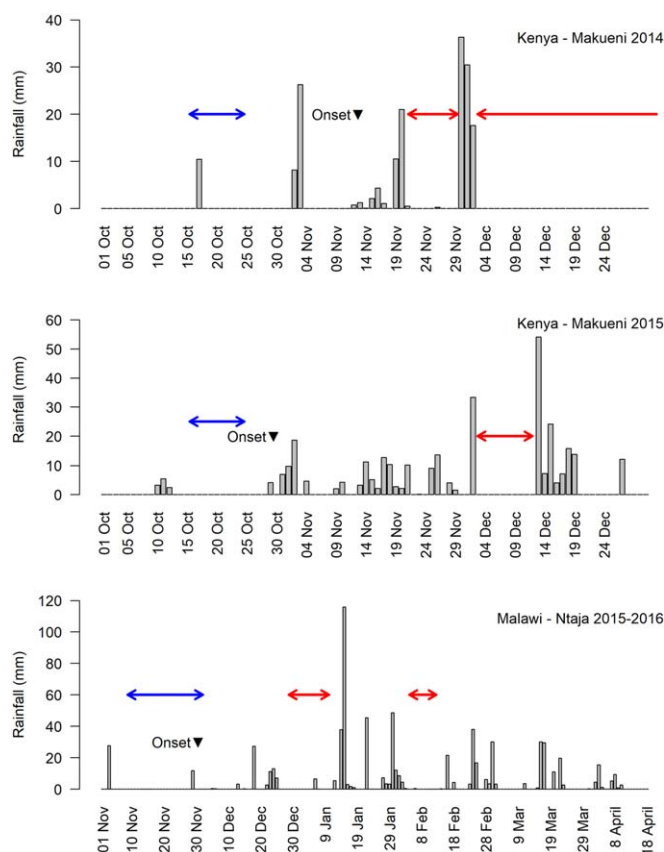 Kenya - Makueni 2014
Rainfall (mm)
40
30
20
10
0
Onset▼
01 Oct 05 Oct 10 Oct 15 Oct 20 Oct 25 Oct 30 Oct 04 Nov 09 Nov 14 Nov 19 Nov 24 Nov 29 Nov 04 Dec 09 Dec 14 Dec 19 Dec 24 Dec
Kenya - Makueni 2015
Rainfall (mm)
60
50
40
30
20
10
0
Onset▼
01 Oct 05 Oct 10 Oct 15 Oct 20 Oct 25 Oct 30 Oct 04 Nov 09 Nov 14 Nov 19 Nov 24 Nov 29 Nov 04 Dec 09 Dec 14 Dec 19 Dec 24 Dec
Malawi - Ntaja 2015-2016
Rainfall (mm)
120
100
80
60
40
20
0
Onset▼
01 Nov 10 Nov 20 Nov 30 Nov 10 Dec 20 Dec 30 Dec 9 Jan 19 Jan 29 Jan 8 Feb 18 Feb 28 Feb 9 Mar 19 Mar 29 Mar 8 April 18 April